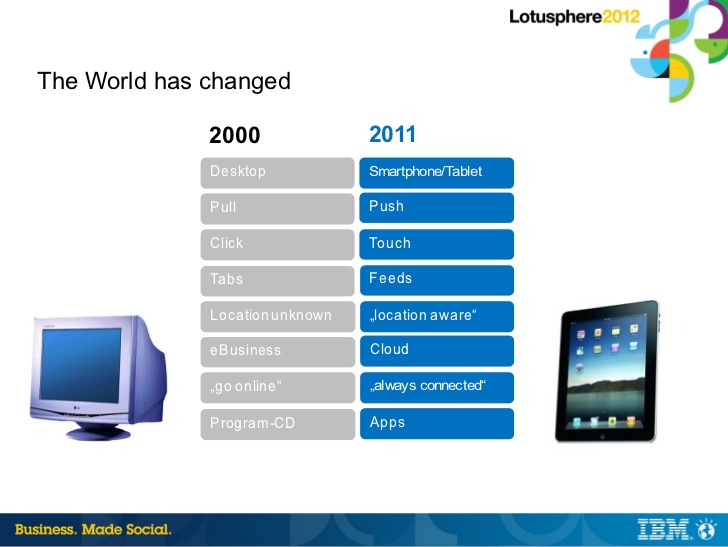 Lotusphere2012
The World has changed
2000 2011
Desktop Smartphone/Tablet
Pull Push
Click Touch
Tabs Feeds
Location unknown „location aware“
eBusiness Cloud
„go online“ „always connected“
Program-CD Apps
Business. Made Social. IBM